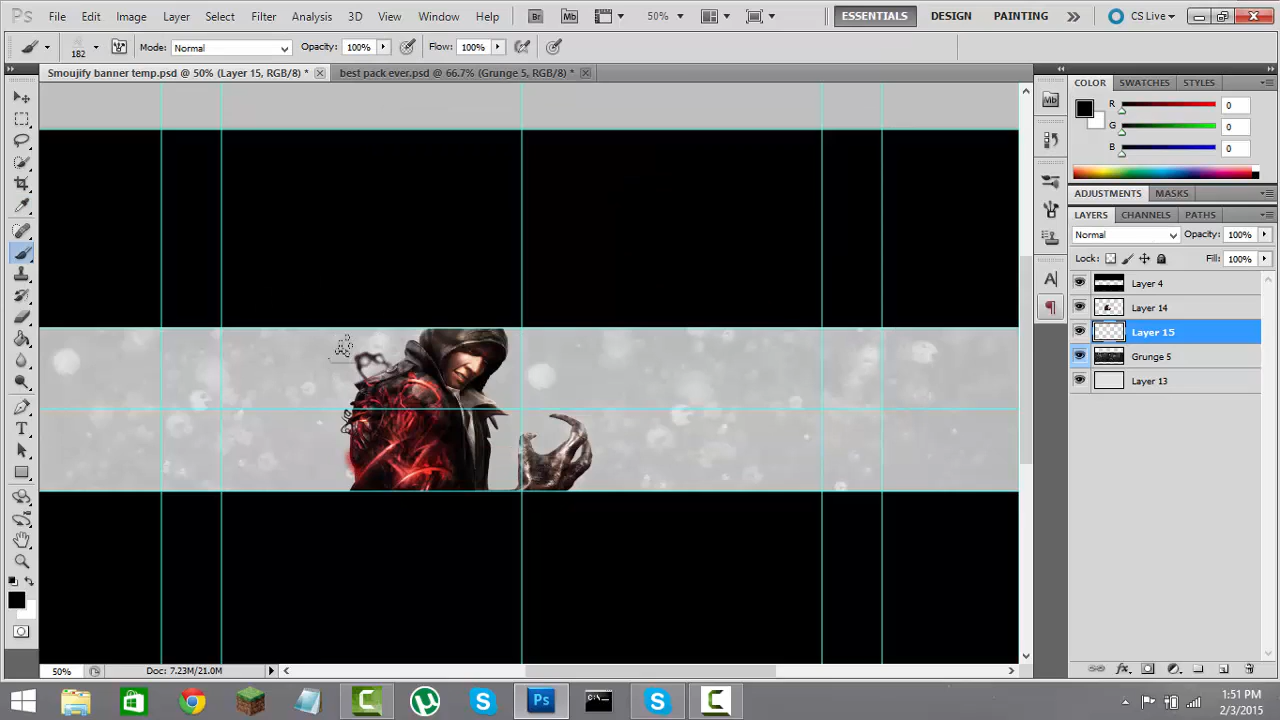 Ps File Edit Image Layer Select Filter Analysis 3D View Window Help Br Mb 50% ESSENTIALS DESIGN PAINTING CS Live
182 Mode: Normal Opacity: 100% Flow: 100%
Smoujify banner temp.psd @ 50% (Layer 15, RGB/8) * best pack ever.psd @ 66.7% (Grunge 5, RGB/8) *
COLOR SWATCHES STYLES
Mb
R 0
G 0
B 0
ADJUSTMENTS MASKS
LAYERS CHANNELS PATHS
Normal Opacity: 100%
Lock: Fill: 100%
Layer 4
Layer 14
Layer 15
Grunge 5
Layer 13
50% Doc: 7.23M/21.0M
1:51 PM
2/3/2015